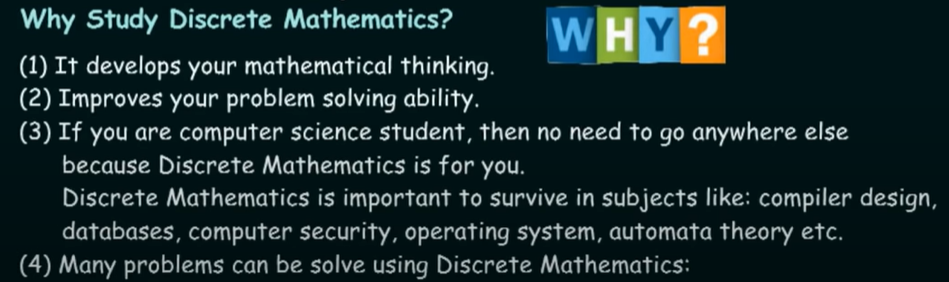 Why Study Discrete Mathematics?
WHY?
(1) It develops your mathematical thinking.
(2) Improves your problem solving ability.
(3) If you are computer science student, then no need to go anywhere else
because Discrete Mathematics is for you.
Discrete Mathematics is important to survive in subjects like: compiler design,
databases, computer security, operating system, automata theory etc.
(4) Many problems can be solve using Discrete Mathematics: